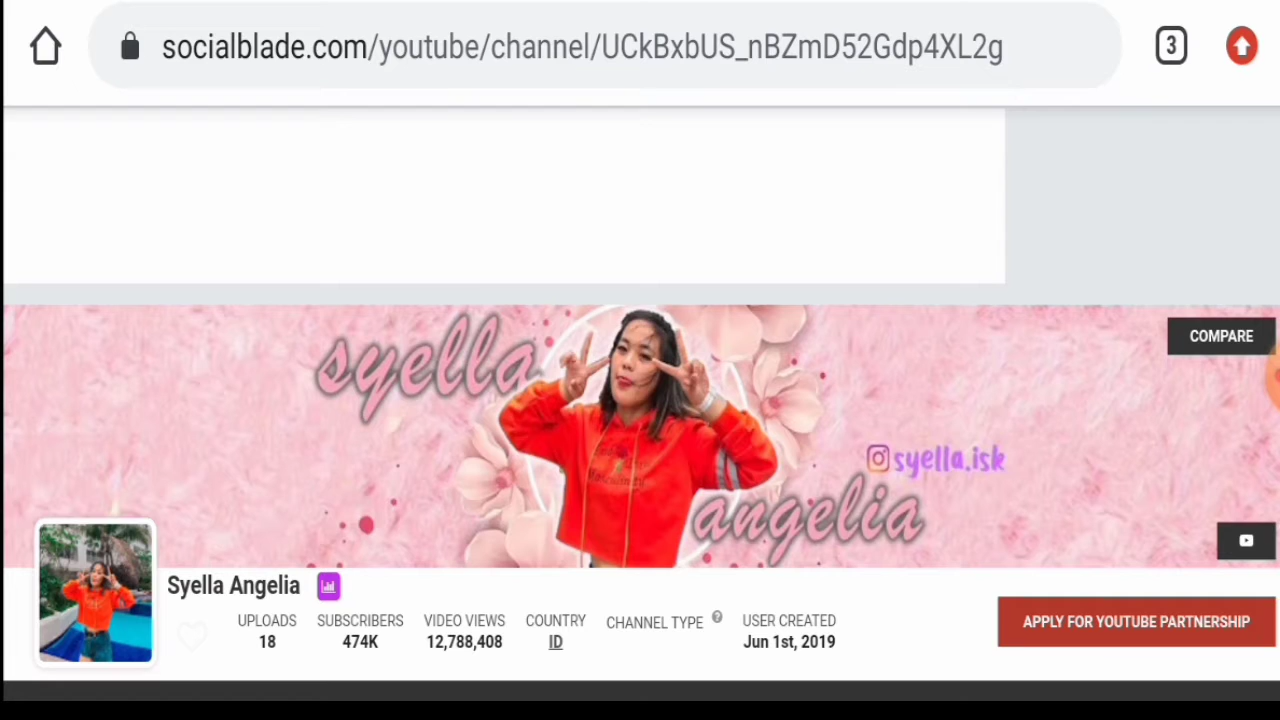 socialblade.com/youtube/channel/UCkBxbUS_nBZmD52Gdp4XL2g
3
syella
COMPARE
syella.isk
angelia
Syella Angelia
UPLOADS SUBSCRIBERS VIDEO VIEWS COUNTRY CHANNEL TYPE ? USER CREATED
18 474K 12,788,408 ID Jun 1st, 2019
APPLY FOR YOUTUBE PARTNERSHIP